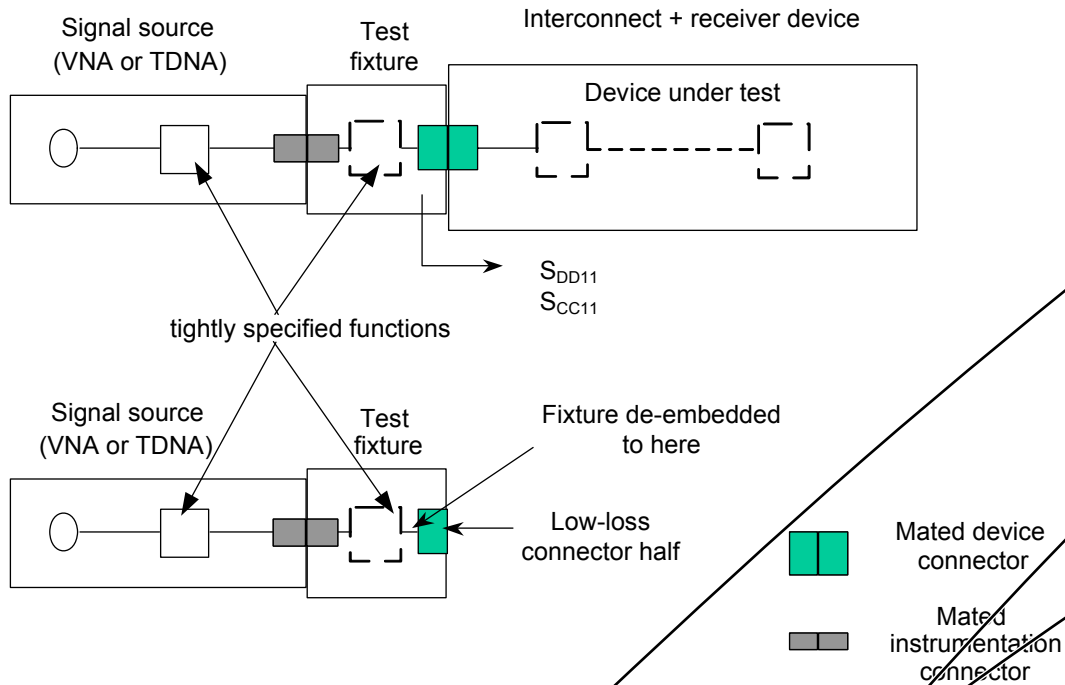 Interconnect + receiver device
Signal source
(VNA or TDNA)
Test
fixture
Device under test
SDD11
SCC11
tightly specified functions
Signal source
(VNA or TDNA)
Test
fixture
Fixture de-embedded
to here
Low-loss
connector half
Mated device
connector
Mated
instrumentation
connector